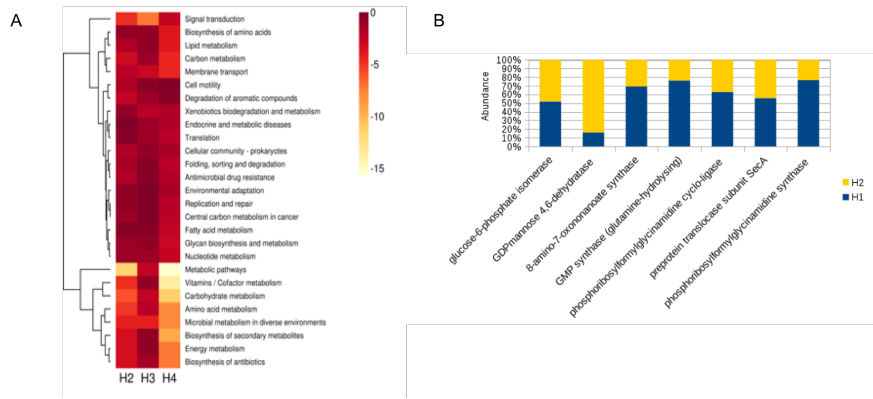 A
Signal transduction
Biosynthesis of amino acids
Lipid metabolism
Carbon metabolism
Membrane transport
Cell motility
Degradation of aromatic compounds
Xenobiotics biodegradation and metabolism
Endocrine and metabolic diseases
Translation
Cellular community - prokaryotes
Folding, sorting and degradation
Antimicrobial drug resistance
Environmental adaptation
Replication and repair
Central carbon metabolism in cancer
Fatty acid metabolism
Glycan biosynthesis and metabolism
Nucleotide metabolism
Metabolic pathways
Vitamins / Cofactor metabolism
Carbohydrate metabolism
Amino acid metabolism
Microbial metabolism in diverse environments
Biosynthesis of secondary metabolites
Energy metabolism
Biosynthesis of antibiotics
H2 H3 H4
0
-5
-10
-15
B
Abundance
100%
90%
80%
70%
60%
50%
40%
30%
20%
10%
0%
glucose-6-phosphate isomerise
GDPmannose 4,6-dehydratase
8-amino-7-oxononanoate synthase
GMP synthase (glutamine-hydrolysing)
phosphoribosylformylglycinamidine cyclo-ligase
preprotein translocase subunit SecA
phosphoribosylformylglycinamidine synthase
H2
H1